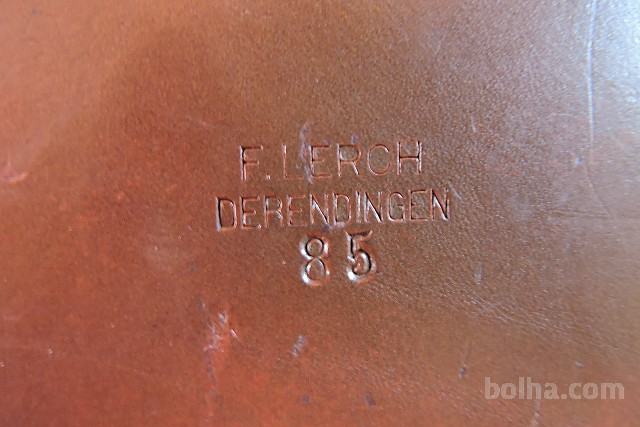 F. LERCH
DERENDINGEN
85
bolha.com